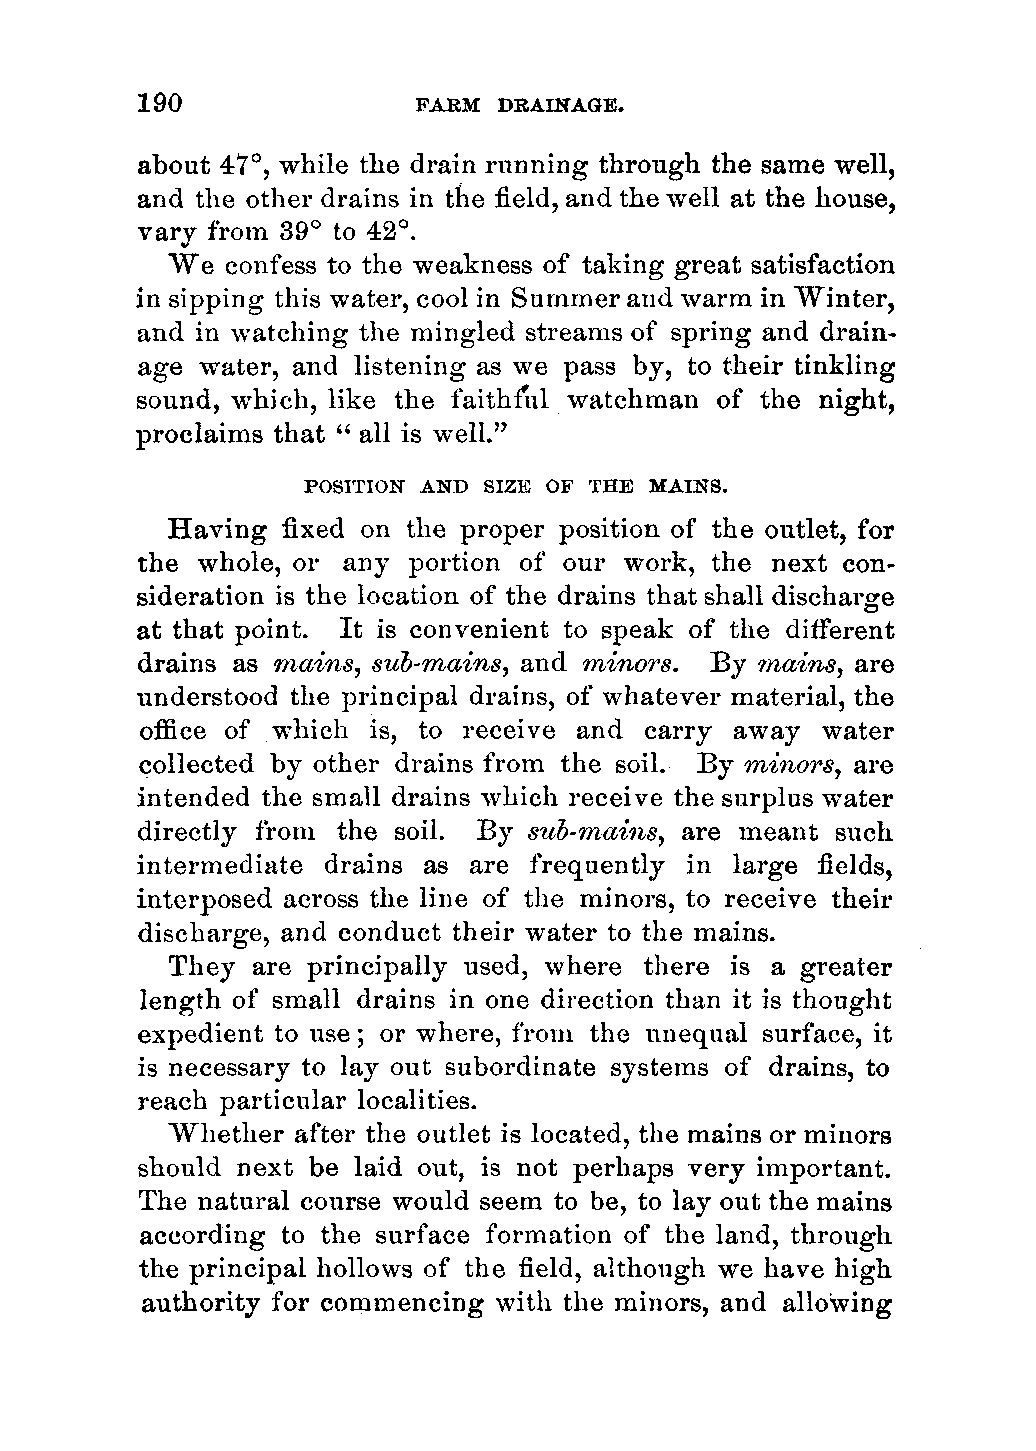 190 FARM DRAINAGE.
about 47°, while the drain running through the same well,
and the other drains in the field, and the well at the house,
vary from 39° to 42°.
We confess to the weakness of taking great satisfaction
in sipping this water, cool in Summer and warm in Winter,
and in watching the mingled streams of spring and drain-
age water, and listening as we pass by, to their tinkling
sound, which, like the faithful watchman of the night,
proclaims that “ all is well.”
POSITION AND SIZE OF THE MAINS.
Having fixed on the proper position of the outlet, for
the whole, or any portion of our work, the next con-
sideration is the location of the drains that shall discharge
at that point. It is convenient to speak of the different
drains as mains, sub-mains, and minors. By mains, are
understood the principal drains, of whatever material, the
office of which is, to receive and carry away water
collected by other drains from the soil. By minors, are
intended the small drains which receive the surplus water
directly from the soil. By sub-mains, are meant such
intermediate drains as are frequently in large fields,
interposed across the line of the minors, to receive their
discharge, and conduct their water to the mains.
They are principally used, where there is a greater
length of small drains in one direction than it is thought
expedient to use; or where, from the unequal surface, it
is necessary to lay out subordinate systems of drains, to
reach particular localities.
Whether after the outlet is located, the mains or minors
should next be laid out, is not perhaps very important.
The natural course would seem to be, to lay out the mains
according to the surface formation of the land, through
the principal hollows of the field, although we have high
authority for commencing with the minors, and allowing